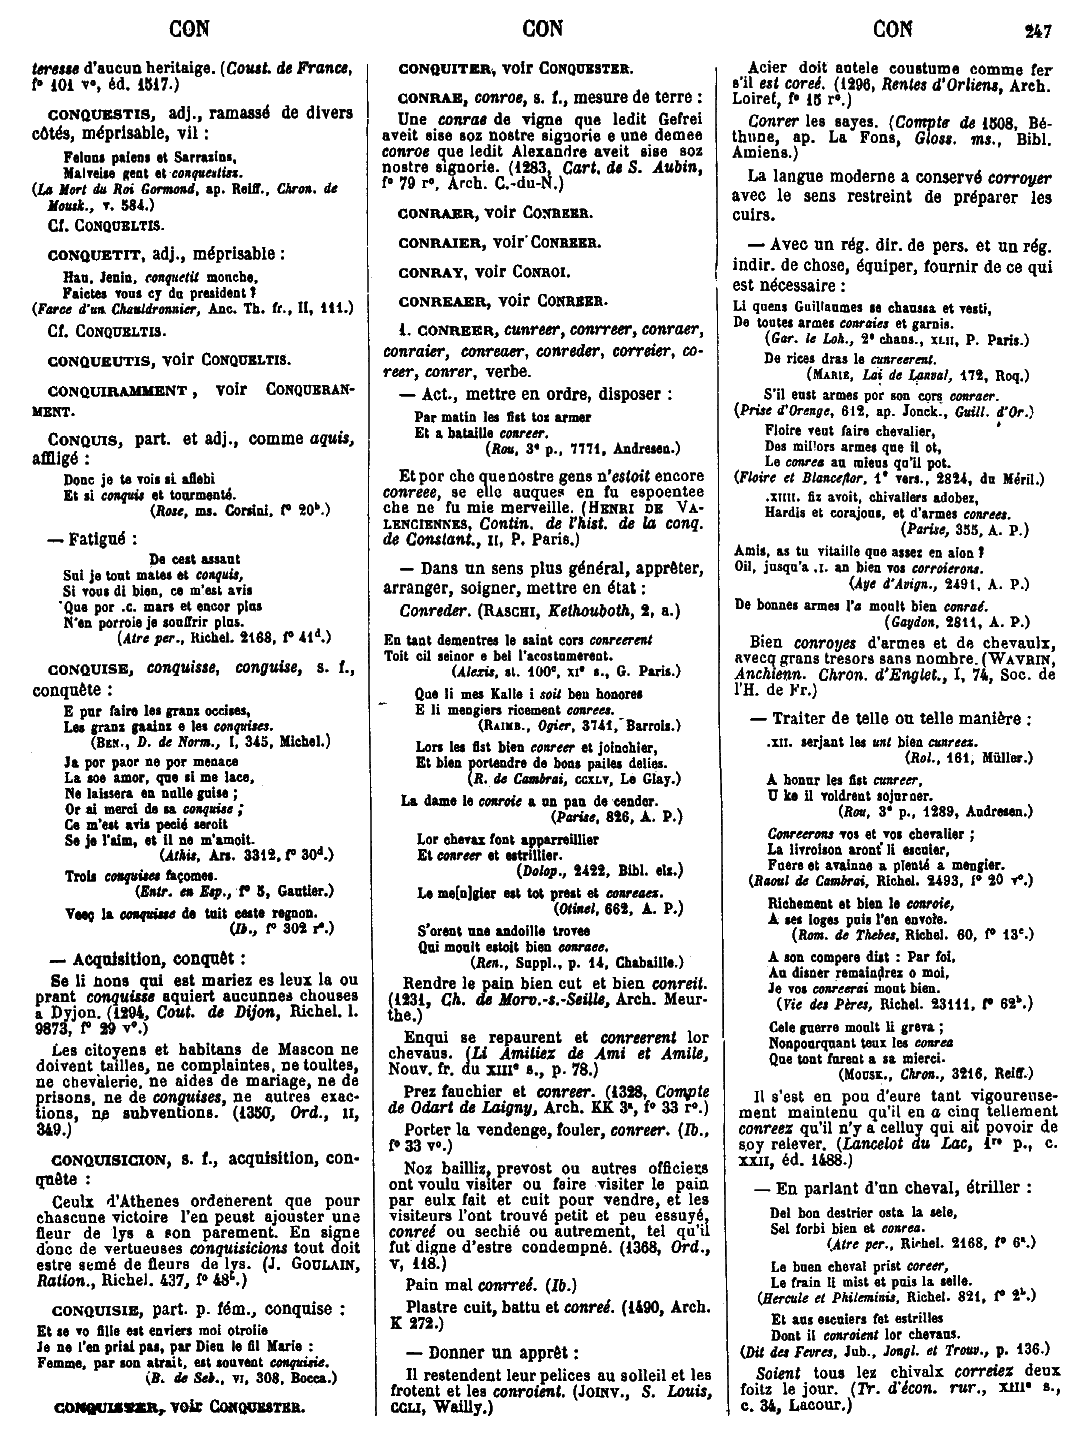 CON
CON
CON
247
teresse d'aucun heritaige. (Coust. de France,
f° 101 v°, éd. 1517.)
CONQUESTIS, adj., ramassé de divers
côtés, méprisable, vil :
Feluns paiens et Sarrazins,
Malveise gent et conquestiss.
(La Mort du Roi Gormond, ap. Reiff., Chron. de
Mousk., v. 584.)
Cf. CONQUELTIS.
CONQUETIT, adj., méprisable :
Hau, Jenin, conquetit monche,
Faictes vous cy du president ?
(Farce d'un Chauldronnier, Anc. Th. fr., II, 111.)
Cf. CONQUELTIS.
CONQUEUTIS, voir CONQUELTIS.
CONQUIRAMMENT, voir CONQUERAN-
MENT.
CONQUIS, part. et adj., comme aquis,
affligé :
Donc je te vois si aflebi
Et si conquis et tourmenté.
(Rose, ms. Corsini, f° 20b.)
— Fatigué :
De cest assaut
Sui je tout mates et conquis,
Si vous di bien, ce m'est avis
Que por .c. mars et encor plus
N'en porroie je souffrir plus.
(Atre per., Richel. 2168, f° 41d.)
CONQUISE, conquisse, conguise, s. f.,
conquête :
E pur faire les granz occises,
Les granz gaainz e les conquises.
(BEN., D. de Norm., I, 345, Michel.)
Ja por paor ne por menace
La soe amor, que si me lace,
Ne laissera en nulle guise ;
Or ai merci de sa conquise ;
Ce m'est avis pecié seroit
Se je l'aim, et il ne m'amoit.
(Athis, Ars. 3312, f° 30d.)
Trois conquises façomes.
(Entr. en Esp., f° 5, Gautier.)
Veeç la conquisse de tuit ceste regnon.
(Ib., f° 302 r°.)
— Acquisition, conquêt :
Se li hons qui est mariez es leux la ou
prant conquisse aquiert aucunnes chouses
a Dyjon. (1294, Cout. de Dijon, Richel. l.
9873, f° 29 v°.)
Les citoyens et habitans de Mascon ne
doivent tailles, ne complaintes, ne toultes,
ne chevalerie, ne aides de mariage, ne de
prisons, ne de conguises, ne autres exac-
tions, ne subventions. (1350, Ord., II,
349.)
CONQUISICION, s. f., acquisition, con-
quête :
Ceulx d'Athenes ordenerent que pour
chascune victoire l'en peust ajouster une
fleur de lys a son parement. En signe
donc de vertueuses conquisicions tout doit
estre semé de fleurs de lys. (J. GOULAIN,
Ration., Richel. 437, f° 48b.)
CONQUISIE, part. p. fém., conquise :
Et se vo fille est enviers moi otroiie
Je ne l'en priai pas, par Dieu le fil Marie :
Femme, par son atrait, est souvent conquisie.
(B. de Seb., VI, 308, Bocca.)
CONQUISTER, voir CONQUESTER.
CONQUITER, voir CONQUESTER.
CONRAE, conroe, s. f., mesure de terre :
Une conrae de vigne que ledit Gefrei
aveit sise soz nostre signorie e une demee
conroe que ledit Alexandre aveit sise soz
nostre signorie. (1283, Cart. de S. Aubin,
f° 79 r°, Arch. C.-du-N.)
CONRAER, voir CONREER.
CONRAIER, voir CONREER.
CONRAY, voir CONROI.
CONREAER, voir CONREER.
1. CONREER, cunreer, conrreer, conraer,
conraier, conreaer, conreder, correier, co-
reer, conrer, verbe.
— Act., mettre en ordre, disposer :
Par matin les fist toz armer
Et a bataille conreer.
(Rou, 3e p., 7771, Andresen.)
Et por che que nostre gens n'estoit encore
conreee, se elle auques en fu espoentee
che ne fu mie merveille. (HENRI DE VA-
LENCIENNES, Contin. de l'hist. de la conq.
de Constant., II, P. Paris.)
— Dans un sens plus général, apprêter,
arranger, soigner, mettre en état :
Conreder. (RASCHI, Kethouboth, 2, a.)
En tant dementres le saint cors conreerent
Toit cil seinor e bel l'acostumerent.
(Alexis, st. 100c, XIe s., G. Paris.)
Que li mes Kalle i soit ben honores
E li mengiers ricement conrees.
(RAIMB., Ogier, 3741, Barrois.)
Lors les fist bien conreer et joinohier,
Et bien portendre de bons pailes delies.
(R. de Cambrai, CCXLV, Le Glay.)
La dame le conroie a un pan de cender.
(Parise, 826, A. P.)
Lor chevax font apparreillier
Et conreer et estrillier.
(Dolop., 2422, Bibl. elz.)
Le me[n]gier est tot prest et conreaez.
(Otinel, 662, A. P.)
S'orent une andoille trovee
Qui moult estoit bien conraee.
(Ren., Suppl., p. 14, Chabaille.)
Rendre le pain bien cut et bien conreit.
(1231, Ch. de Morv.-s.-Seille, Arch. Meur-
the.)
Enqui se repaurent et conreerent lor
chevaus. (Li Amitiez de Ami et Amile,
Nouv. fr. du XIIIe s., p. 78.)
Prez fauchier et conreer. (1328, Compte
de Odart de Laigny, Arch. KK 3a, f° 33 r°.)
Porter la vendenge, fouler, conreer. (Ib.,
f° 33 v°.)
Noz bailliz, prevost ou autres officiers
ont voulu visiter ou faire visiter le pain
par eulx fait et cuit pour vendre, et les
visiteurs l'ont trouvé petit et peu essuyé,
conreé ou sechié ou autrement, tel qu'il
fut digne d'estre condempné. (1368, Ord.,
V, 118.)
Pain mal conrreé. (Ib.)
Plastre cuit, battu et conreé. (1490, Arch.
K 272.)
— Donner un apprêt :
Il restendent leur pelices au soleil et les
frotent et les conroient. (JOINV., S. Louis,
CCLI, Wailly.)
Acier doit autele coustume comme fer
s'il est coreé. (1296, Rentes d'Orliens, Arch.
Loiret, f° 15 r°.)
Conrer les sayes. (Compte de 1508, Bé-
thune, ap. La Fons, Gloss. ms., Bibl.
Amiens.)
La langue moderne a conservé corroyer
avec le sens restreint de préparer les
cuirs.
— Avec un rég. dir. de pers. et un rég.
indir. de chose, équiper, fournir de ce qui
est nécessaire :
Li quens Guillaumes se chaussa et vesti,
De toutes armes conraies et garnis.
(Gar. le Loh., 2e chans., XLII, P. Paris.)
De rices dras le cunreerent.
(MARIE, Lai de Lanval, 172, Roq.)
S'il eust armes por son cors conraer.
(Prise d'Orenge, 612, ap. Jonck., Guill. d'Or.)
Floire veut faire chevalier,
Des millors armes que il ot,
Le conrea au mieus qu'il pot.
(Floire et Blanceflor, 1e vers., 2824, du Méril.)
.XIIII. fiz avoit, chivaliers adobez,
Hardis et corajous, et d'armes conreez.
(Parise, 355, A. P.)
Amis, as tu vitaille que assez en aion ?
Oil, jusqu'a .I. an bien vos corroierons.
(Aye d'Avign., 2491, A. P.)
De bonnes armes l'a moult bien conraé.
(Gaydon, 2811, A. P.)
Bien conroyes d'armes et de chevaulx,
avecq grans tresors sans nombre. (WAVRIN,
Anchienn. Chron. d'Englet., I, 74, Soc. de
l'H. de Fr.)
— Traiter de telle ou telle manière :
.XII. serjant les unt bien cunreez.
(Rol., 161, Müller.)
A honur les fist cunreer,
U ke il voldrent sojurner.
(Rou, 3e p., 1289, Andresen.)
Conreerons vos et vos chevalier ;
La livroison aront li escuier,
Fuere et avainne a plenté a mengier.
(Raoul de Cambrai, Richel. 2493, f° 20 v°.)
Richement et bien le conroie,
A ses loges puis l'en envoie.
(Rom. de Thebes, Richel. 60, f° 13c.)
A son compere dist : Par foi,
Au disner remaindrez o moi,
Je vos conreerai mout bien.
(Vie des Pères, Richel. 23111, f° 62b.)
Cele guerre moult li greva ;
Nonpourquant teux les conrea
Que tout furent a sa mierci.
(MOUSK., Chron., 3216, Reiff.)
Il s'est en pou d'eure tant vigoureuse-
ment maintenu qu'il en a cinq tellement
conreez qu'il n'y a celluy qui ait povoir de
soy relever. (Lancelot du Lac, 1re p., c.
XXII, éd. 1488.)
— En parlant d'un cheval, étriller :
Del bon destrier osta la sele,
Sel forbi bien et conrea.
(Atre per., Richel. 2168, f° 6a.)
Le buen cheval prist coreer,
Le frain li mist et puis la selle.
(Hercule et Phileminis, Richel. 821, f° 2b.)
Et aus escuiers fet estrilles
Dont il conroient lor chevaus.
(Dit des Fevres, Jub., Jongl. et Trouv., p. 136.)
Soient tous lez chivalx correiez deux
foitz le jour. (Tr. d'écon. rur., XIIIe s.,
c. 34, Lacour.)